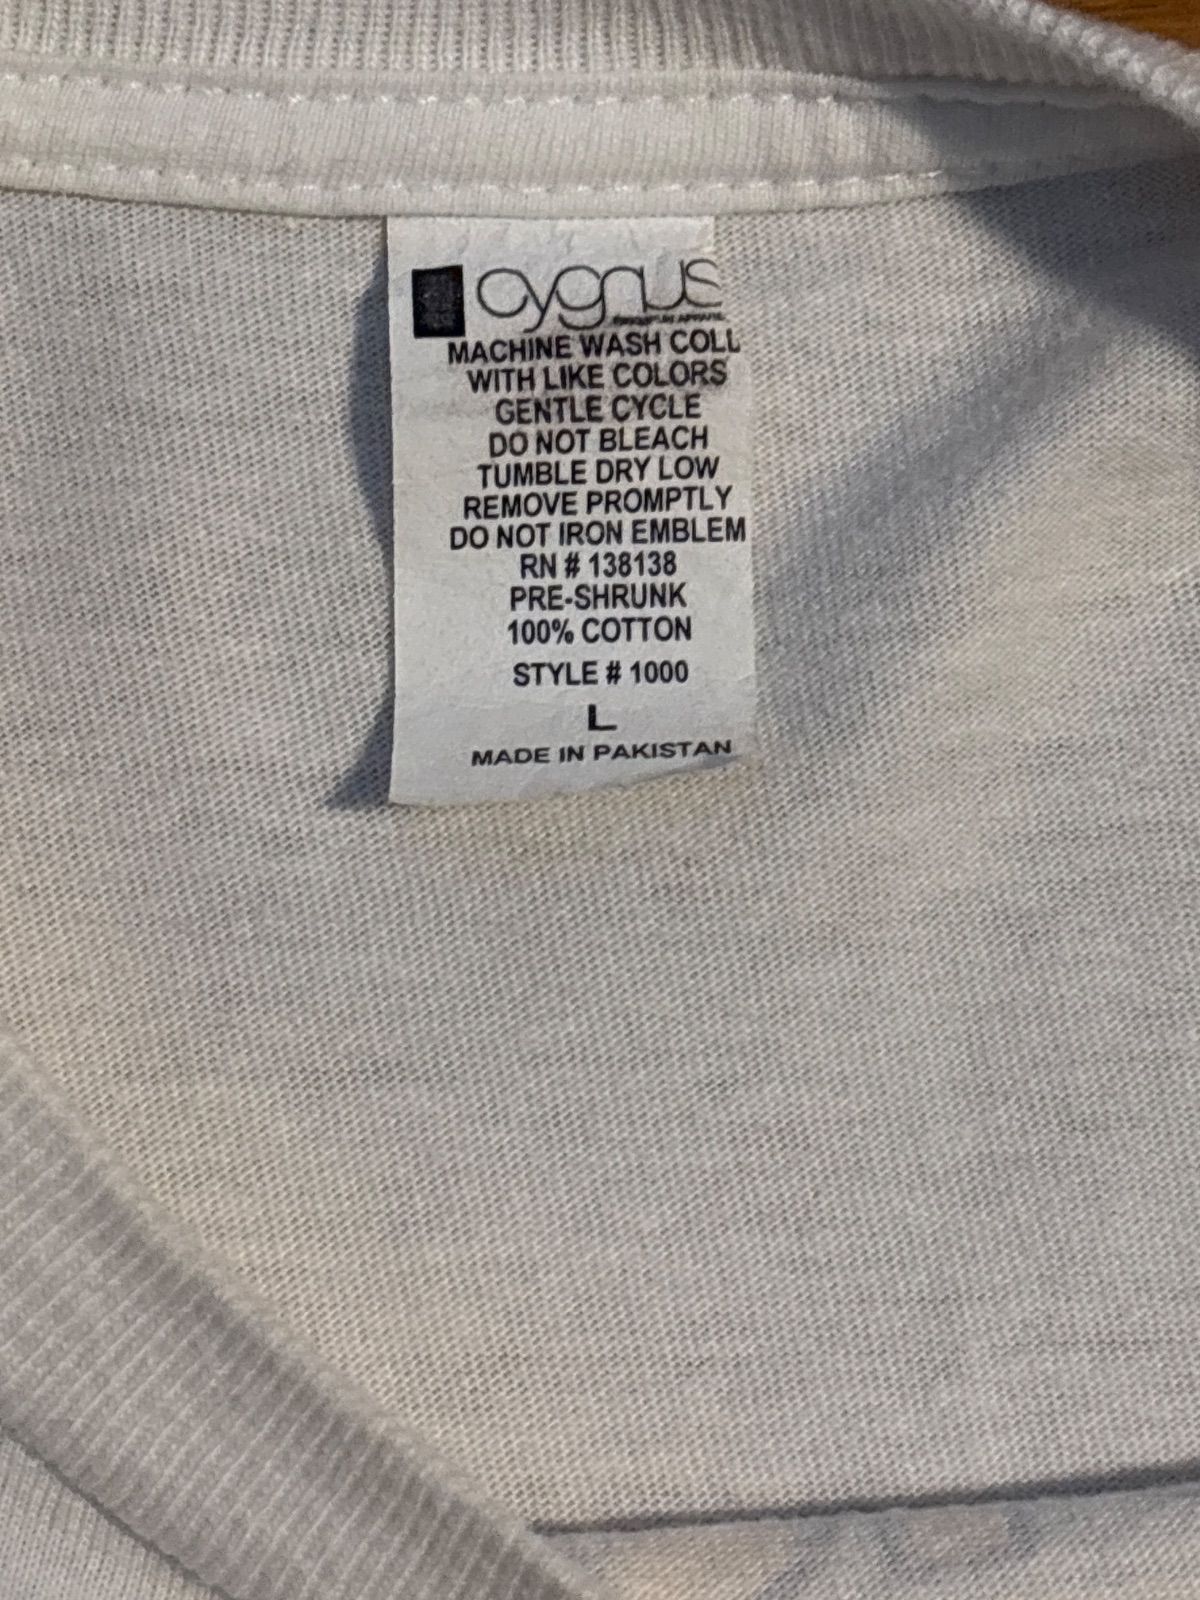 cygnus
MACHINE WASH COLL
WITH LIKE COLORS
GENTLE CYCLE
DO NOT BLEACH
TUMBLE DRY LOW
REMOVE PROMPTLY
DO NOT IRON EMBLEM
RN # 138138
PRE-SHRUNK
100% COTTON
STYLE # 1000
L
MADE IN PAKISTAN